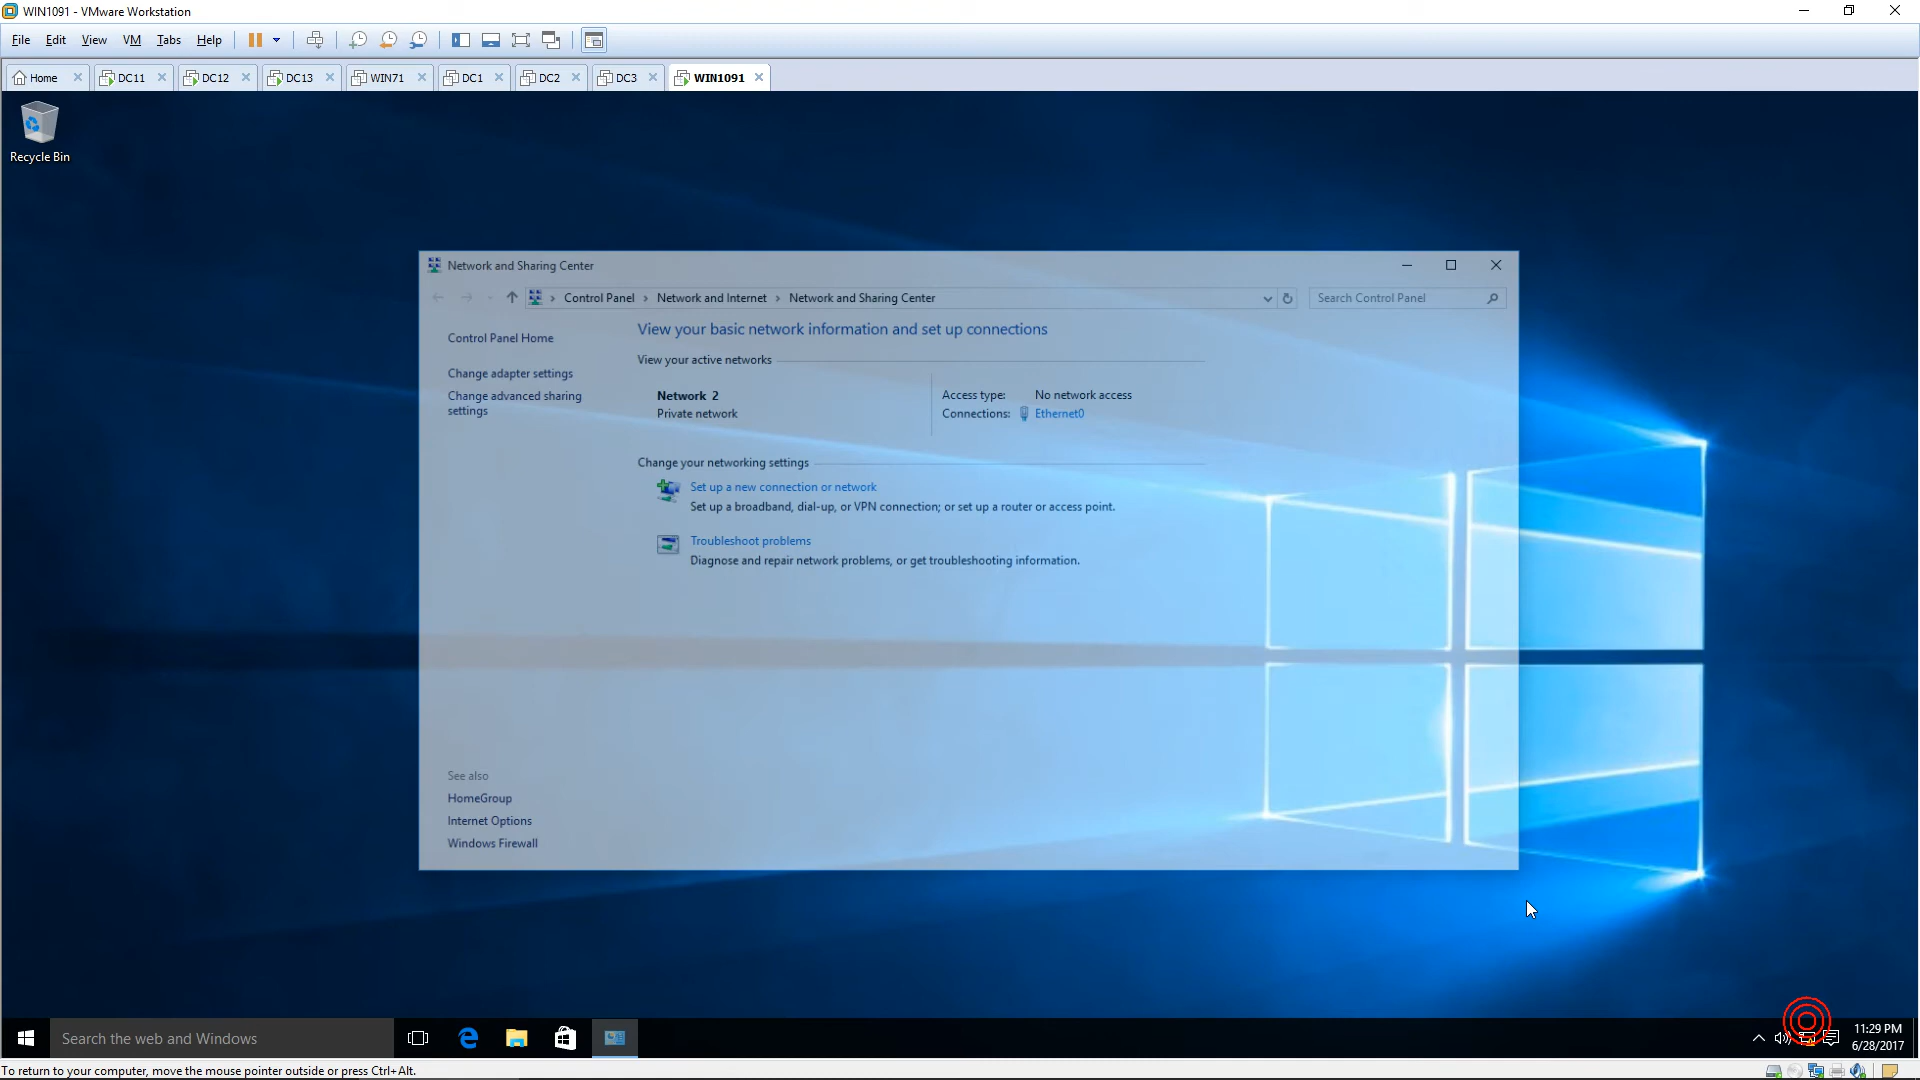 WIN1091 - VMware Workstation
File Edit View VM Tabs Help
Home DC11 DC12 DC13 WIN71 DC1 DC2 DC3 WIN1091
Recycle Bin
Network and Sharing Center
Control Panel Network and Internet Network and Sharing Center Search Control Panel
Control Panel Home
Change adapter settings
Change advanced sharing
settings
View your basic network information and set up connections
View your active networks
Network 2
Private network
Access type: No network access
Connections: Ethernet0
Change your networking settings
Set up a new connection or network
Set up a broadband, dial-up, or VPN connection; or set up a router or access point.
Troubleshoot problems
Diagnose and repair network problems, or get troubleshooting information.
See also
HomeGroup
Internet Options
Windows Firewall
Search the web and Windows
11:29 PM
6/28/2017
To return to your computer, move the mouse pointer outside or press Ctrl+Alt.